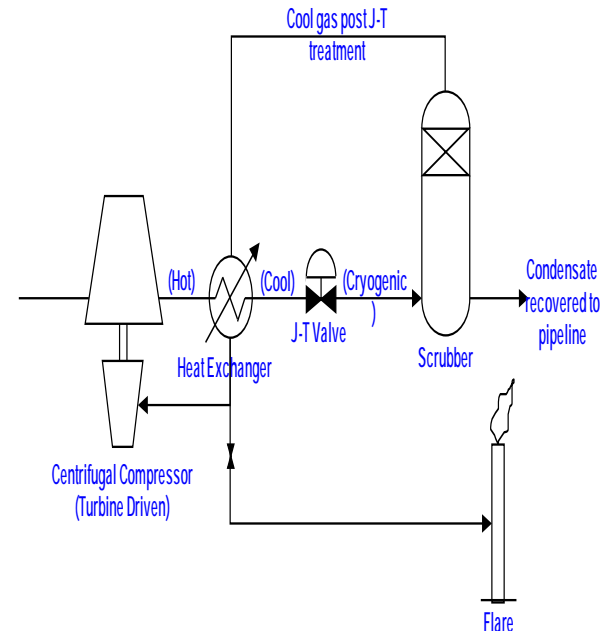 Cool gas post J-T
treatment
(Hot)
(Cool)
(Cryogenic
)
J-T Valve
Heat Exchanger
Scrubber
Condensate
recovered to
pipeline
Centrifugal Compressor
(Turbine Driven)
Flare